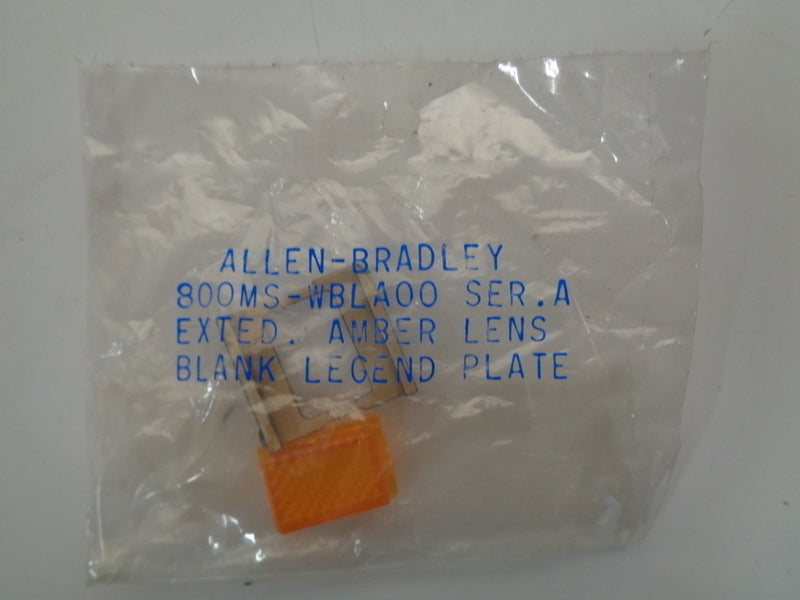 ALLEN-BRADLEY
800MS-WBLA00 SER.A
EXTED. AMBER LENS
BLANK LEGEND PLATE